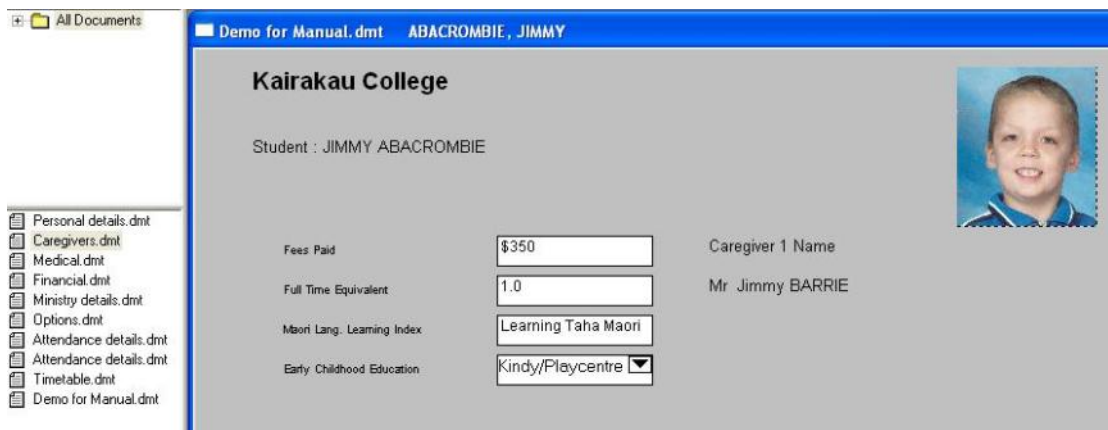 All Documents
Personal details.dmt
Caregivers.dmt
Medical.dmt
Financial.dmt
Ministry details.dmt
Options.dmt
Attendance details.dmt
Attendance details.dmt
Timetable.dmt
Demo for Manual.dmt
Demo for Manual.dmt ABACROMBIE, JIMMY
Kairakau College
Student : JIMMY ABACROMBIE
Fees Paid $350
Full Time Equivalent 1.0
Maori Lang. Learning Index Learning Taha Maori
Early Childhood Education Kindy/Playcentre
Caregiver 1 Name
Mr Jimmy BARRIE